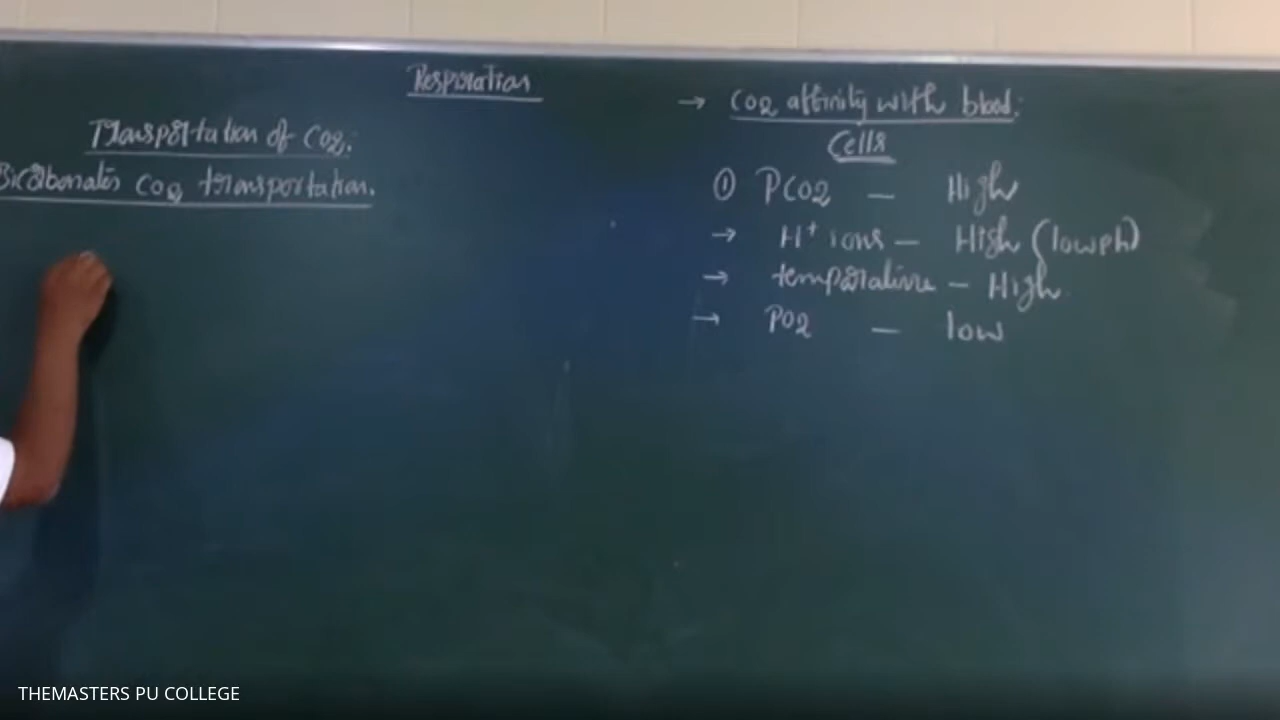 Respiration
Transportation of CO2:
Bicarbonates CO2 transportation.
→ CO2 affinity with blood:
Cells
① PCO2 — High
→ H+ ions — High (low pH)
→ temperature — High
→ PO2 — low
THEMASTERS PU COLLEGE